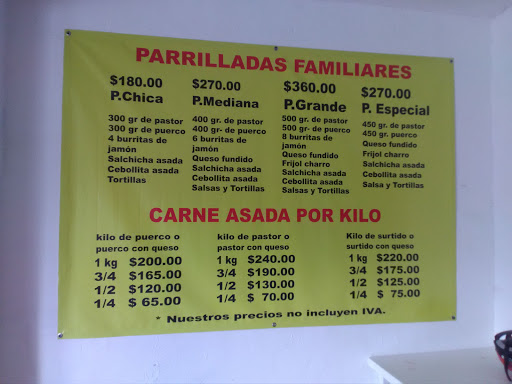 PARRILLADAS FAMILIARES
$180.00
P.Chica
300 gr de pastor
300 gr de puerco
4 burritas de
jamón
Salchicha asada
Cebollita asada
Tortillas
$270.00
P.Mediana
400 gr. de pastor
400 gr- de puerco
6 burritas de
jamón
Queso fundido
Salchicha asada
Cebollita asada
Salsas y Tortillas
$360.00
P.Grande
500 gr. de pastor
500 gr- de puerco
8 burritas de
jamón
Queso fundido
Frijol charro
Salchicha asada
Cebollita asada
Salsas y Tortillas
$270.00
P. Especial
450 gr. de pastor
450 gr. puerco
Queso fundido
Frijol charro
Salchicha asada
Cebollita asada
Salsa y Tortillas
CARNE ASADA POR KILO
kilo de puerco o
puerco con queso
1 kg $200.00
3/4 $165.00
1/2 $120.00
1/4 $ 65.00
kilo de pastor o
pastor con queso
1 kg $240.00
3/4 $190.00
1/2 $130.00
1/4 $ 70.00
Kilo de surtido o
surtido con queso
1 kg $220.00
3/4 $175.00
1/2 $125.00
1/4 $ 75.00
* Nuestros precios no incluyen IVA.